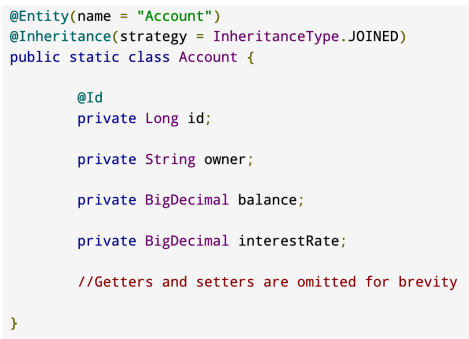 @Entity(name = "Account")
@Inheritance(strategy = InheritanceType.JOINED)
public static class Account {
@Id
private Long id;
private String owner;
private BigDecimal balance;
private BigDecimal interestRate;
//Getters and setters are omitted for brevity
}